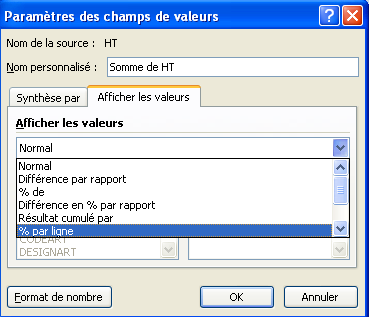 Paramètres des champs de valeurs
Nom de la source : HT
Nom personnalisé : Somme de HT
Synthèse par Afficher les valeurs
Afficher les valeurs
Normal
Normal
Différence par rapport
% de
Différence en % par rapport
Résultat cumulé par
% par ligne
CODEART
DESIGNART
Format de nombre OK Annuler